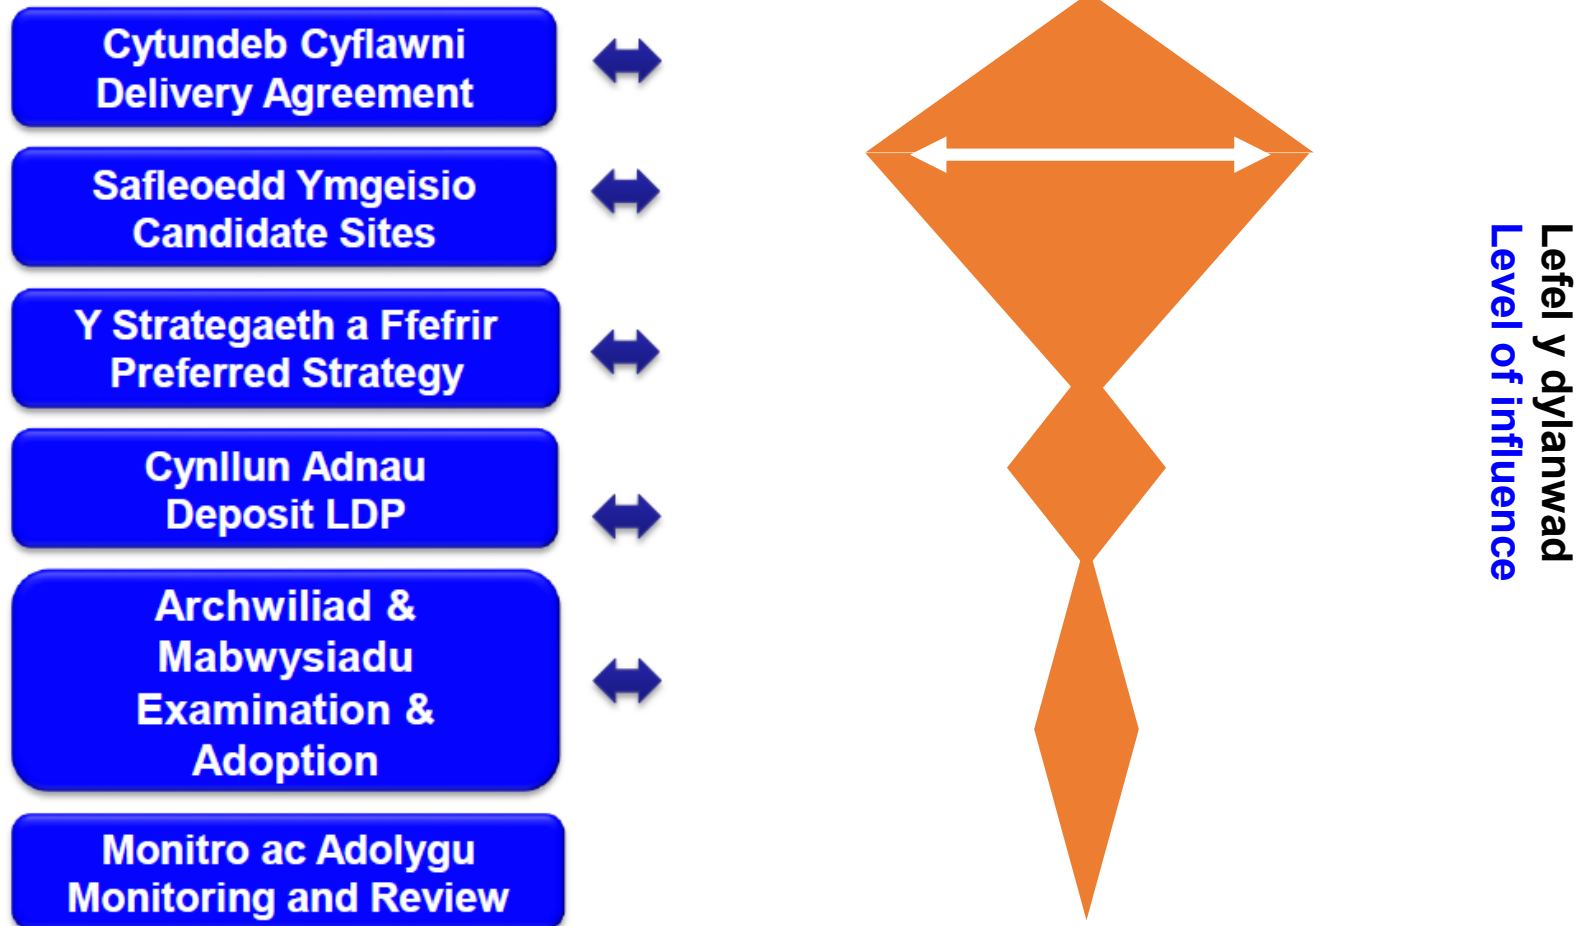 Cytundeb Cyflawni
Delivery Agreement
Safleoedd Ymgeisio
Candidate Sites
Y Strategaeth a Ffefrir
Preferred Strategy
Cynllun Adnau
Deposit LDP
Archwiliad &
Mabwysiadu
Examination &
Adoption
Monitro ac Adolygu
Monitoring and Review
Lefel y dylanwad
Level of influence